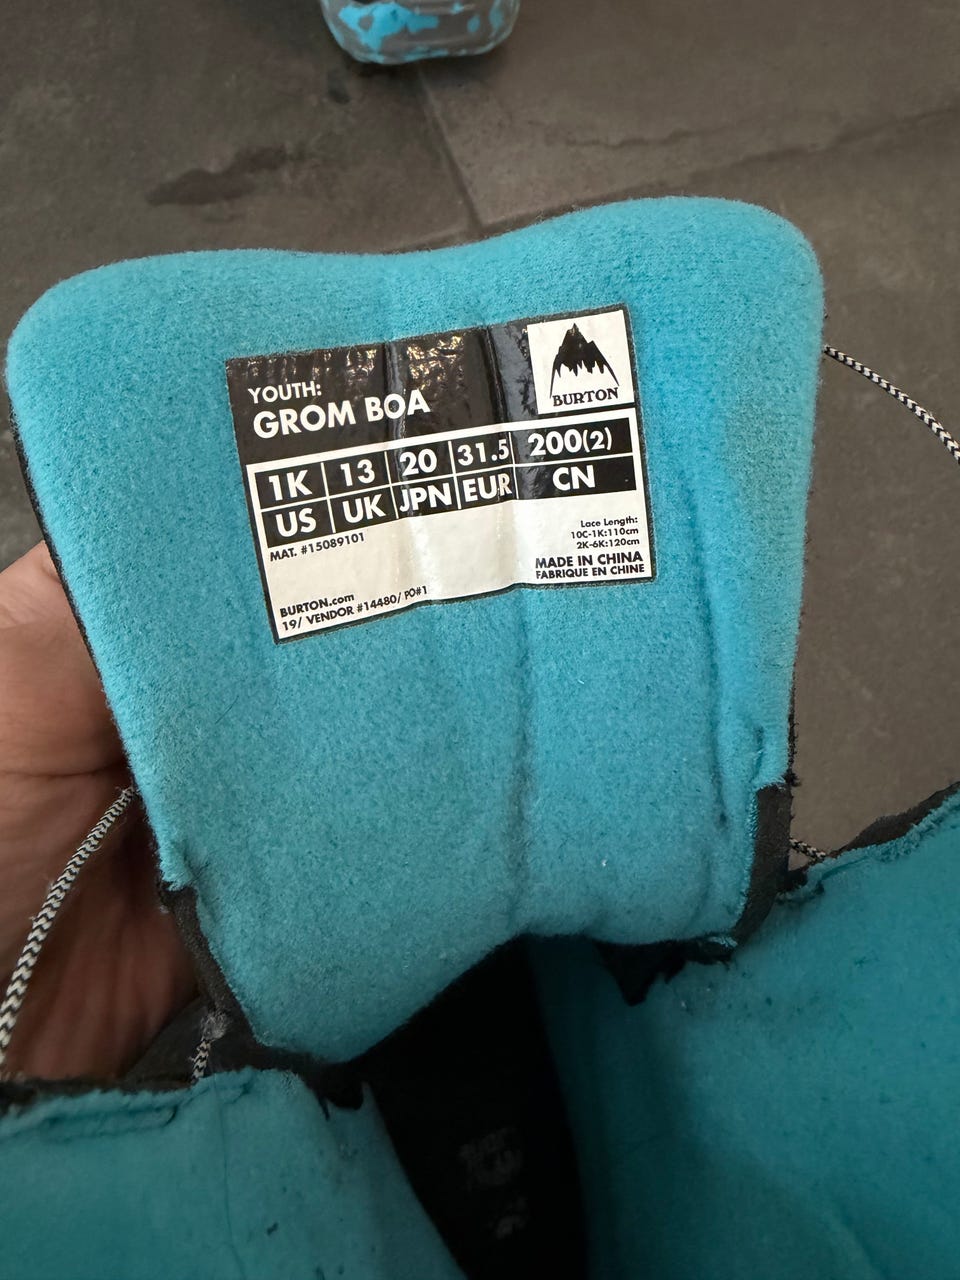 YOUTH:
GROM BOA
BURTON
1K 13 20 31.5 200(2)
US UK JPN EUR CN
MAT. #15089101
Lace Length:
10C-1K:110cm
2K-6K:120cm
MADE IN CHINA
FABRIQUE EN CHINE
BURTON.com
19/ VENDOR #14480/ PO#1